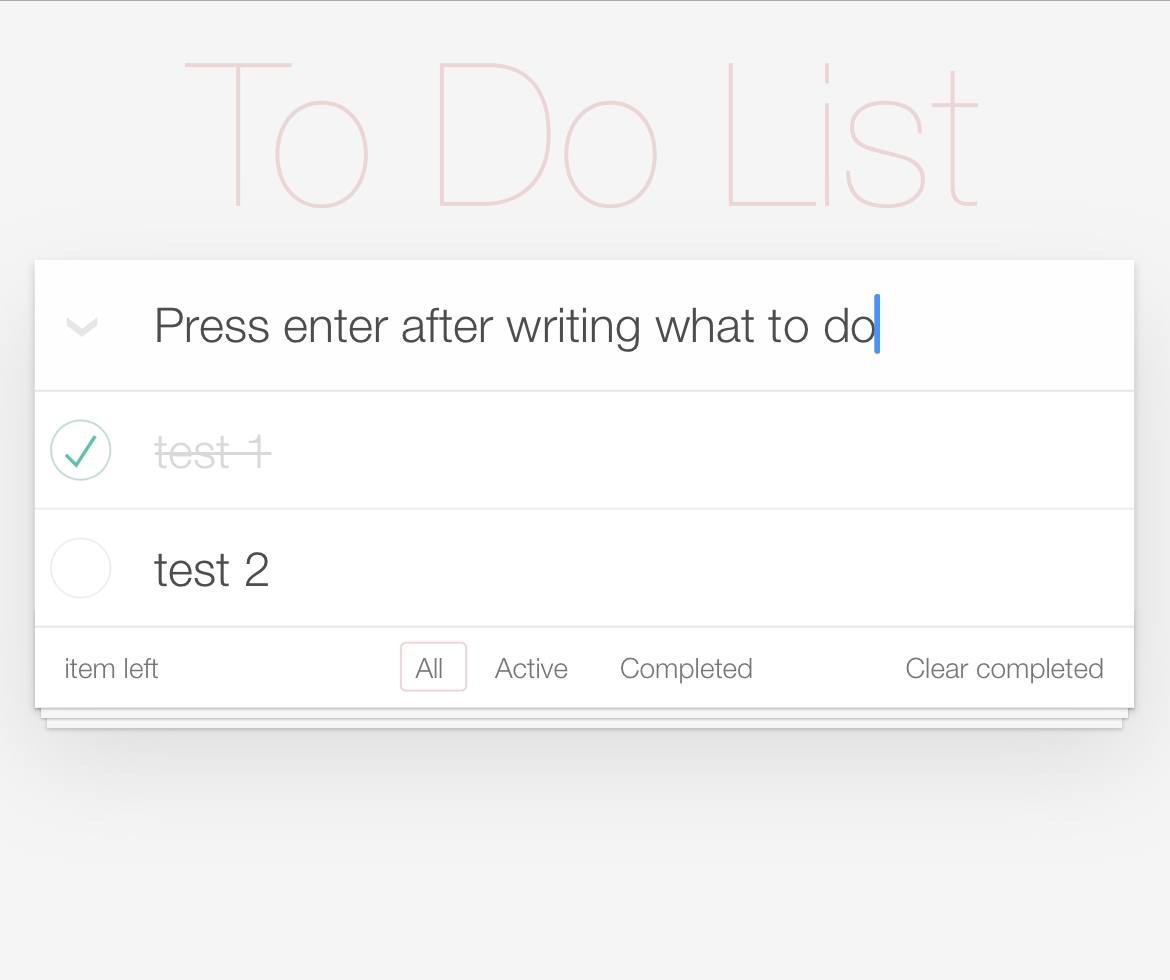 To Do List
Press enter after writing what to do
test 1
test 2
item left All Active Completed Clear completed